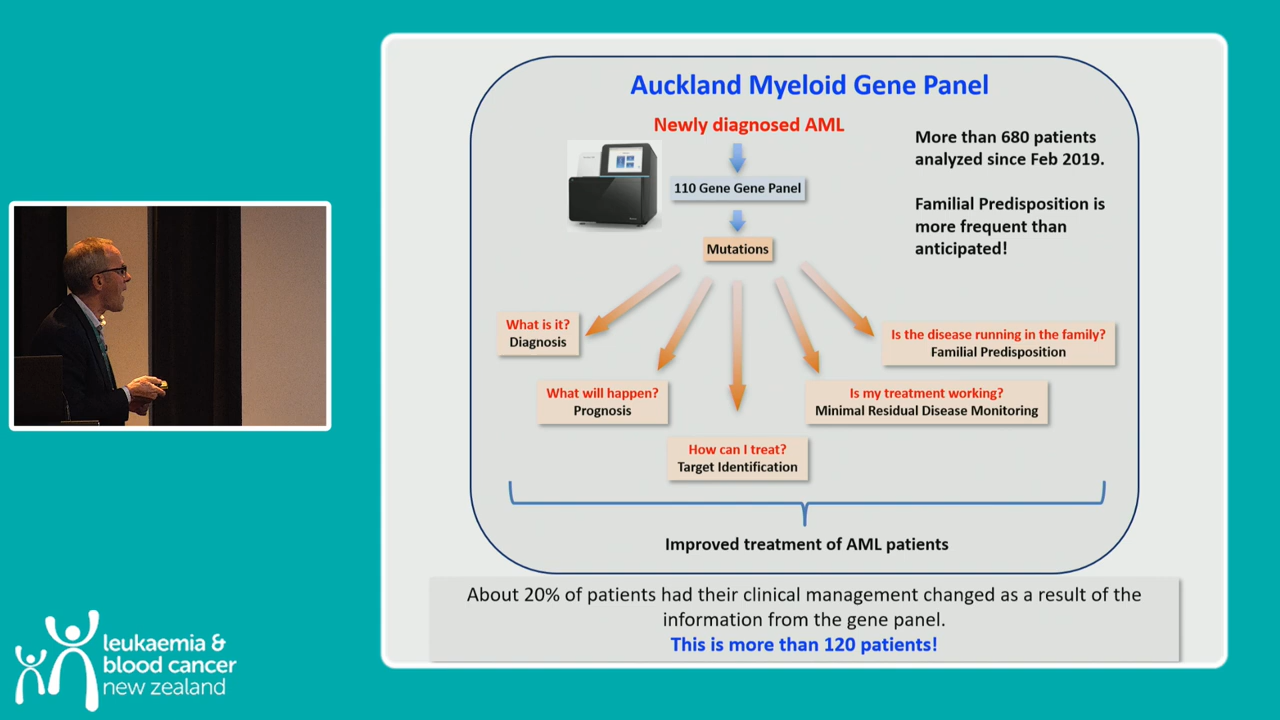 Auckland Myeloid Gene Panel
Newly diagnosed AML
More than 680 patients
analyzed since Feb 2019.
110 Gene Gene Panel
Familial Predisposition is
more frequent than
anticipated!
Mutations
What is it?
Diagnosis
Is the disease running in the family?
Familial Predisposition
What will happen?
Prognosis
Is my treatment working?
Minimal Residual Disease Monitoring
How can I treat?
Target Identification
Improved treatment of AML patients
About 20% of patients had their clinical management changed as a result of the
information from the gene panel.
This is more than 120 patients!
leukaemia &
blood cancer
new zealand